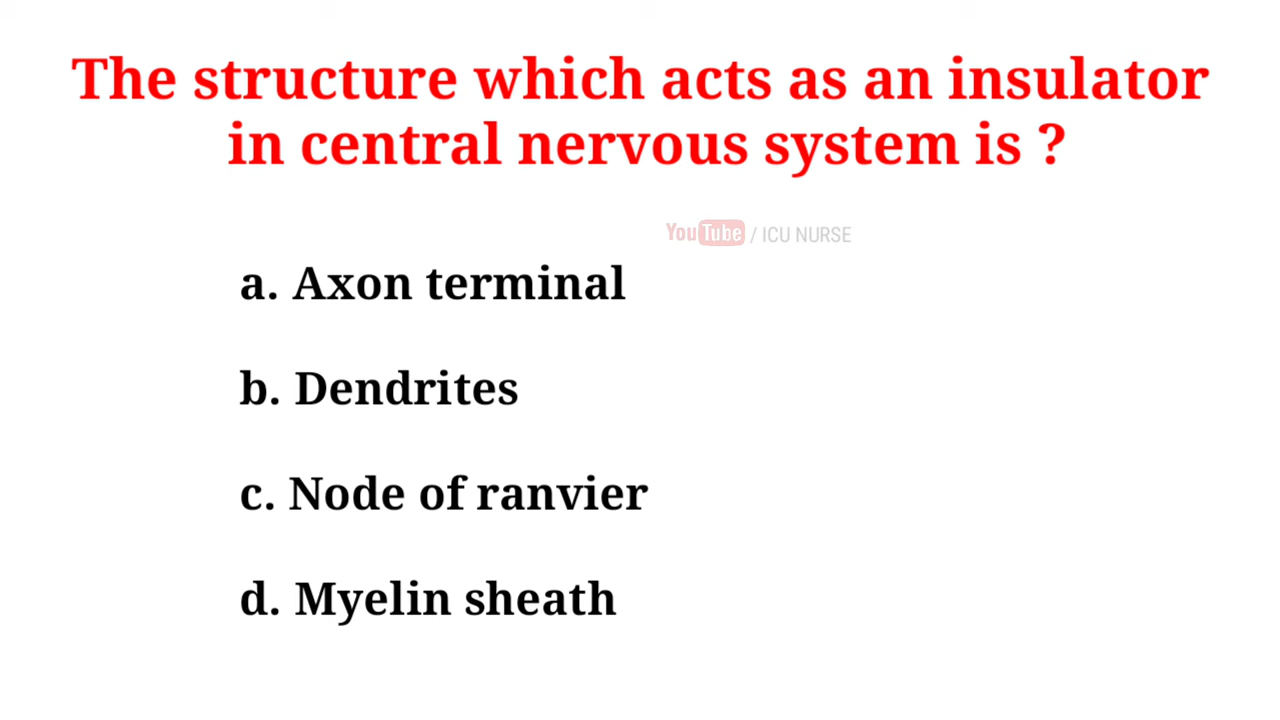 The structure which acts as an insulator
in central nervous system is ?
YouTube / ICU NURSE
a. Axon terminal
b. Dendrites
c. Node of ranvier
d. Myelin sheath